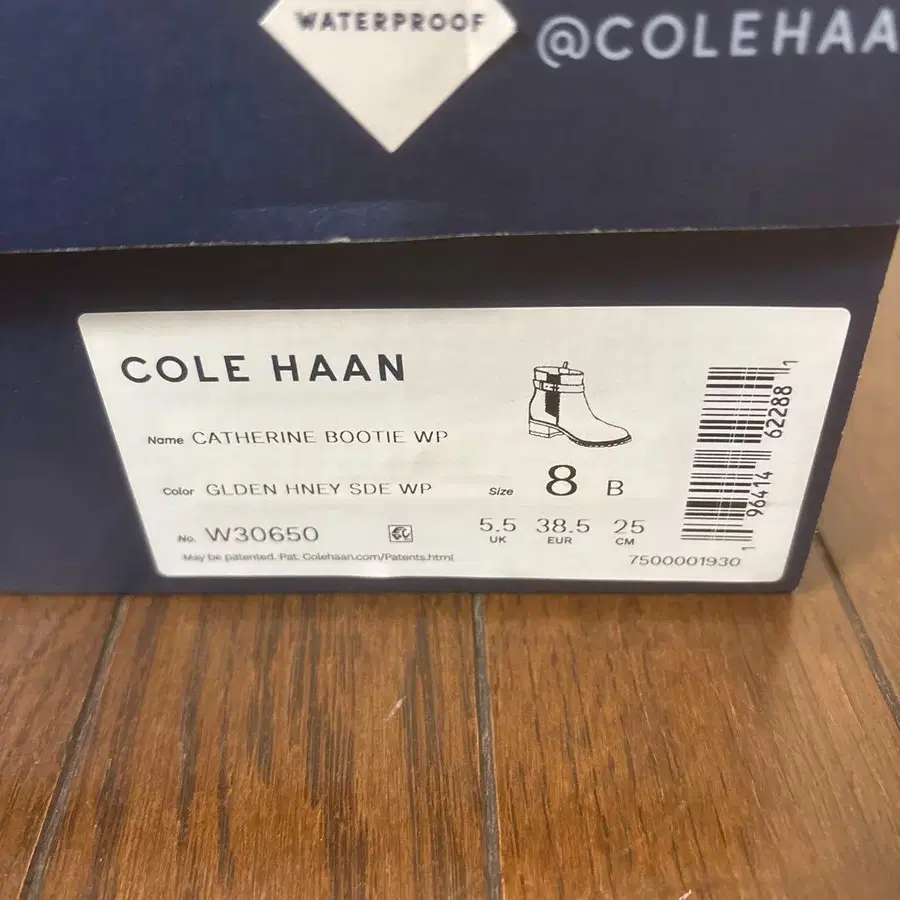 WATERPROOF
@COLEHAA
COLE HAAN
Name CATHERINE BOOTIE WP
Color GLDEN HNEY SDE WP
Size 8 B
No. W30650
5.5 38.5 25
UK EUR CM
May be patented. Pat. Colehaan.com/Patents.html
7500001930
1 96414 62288 1